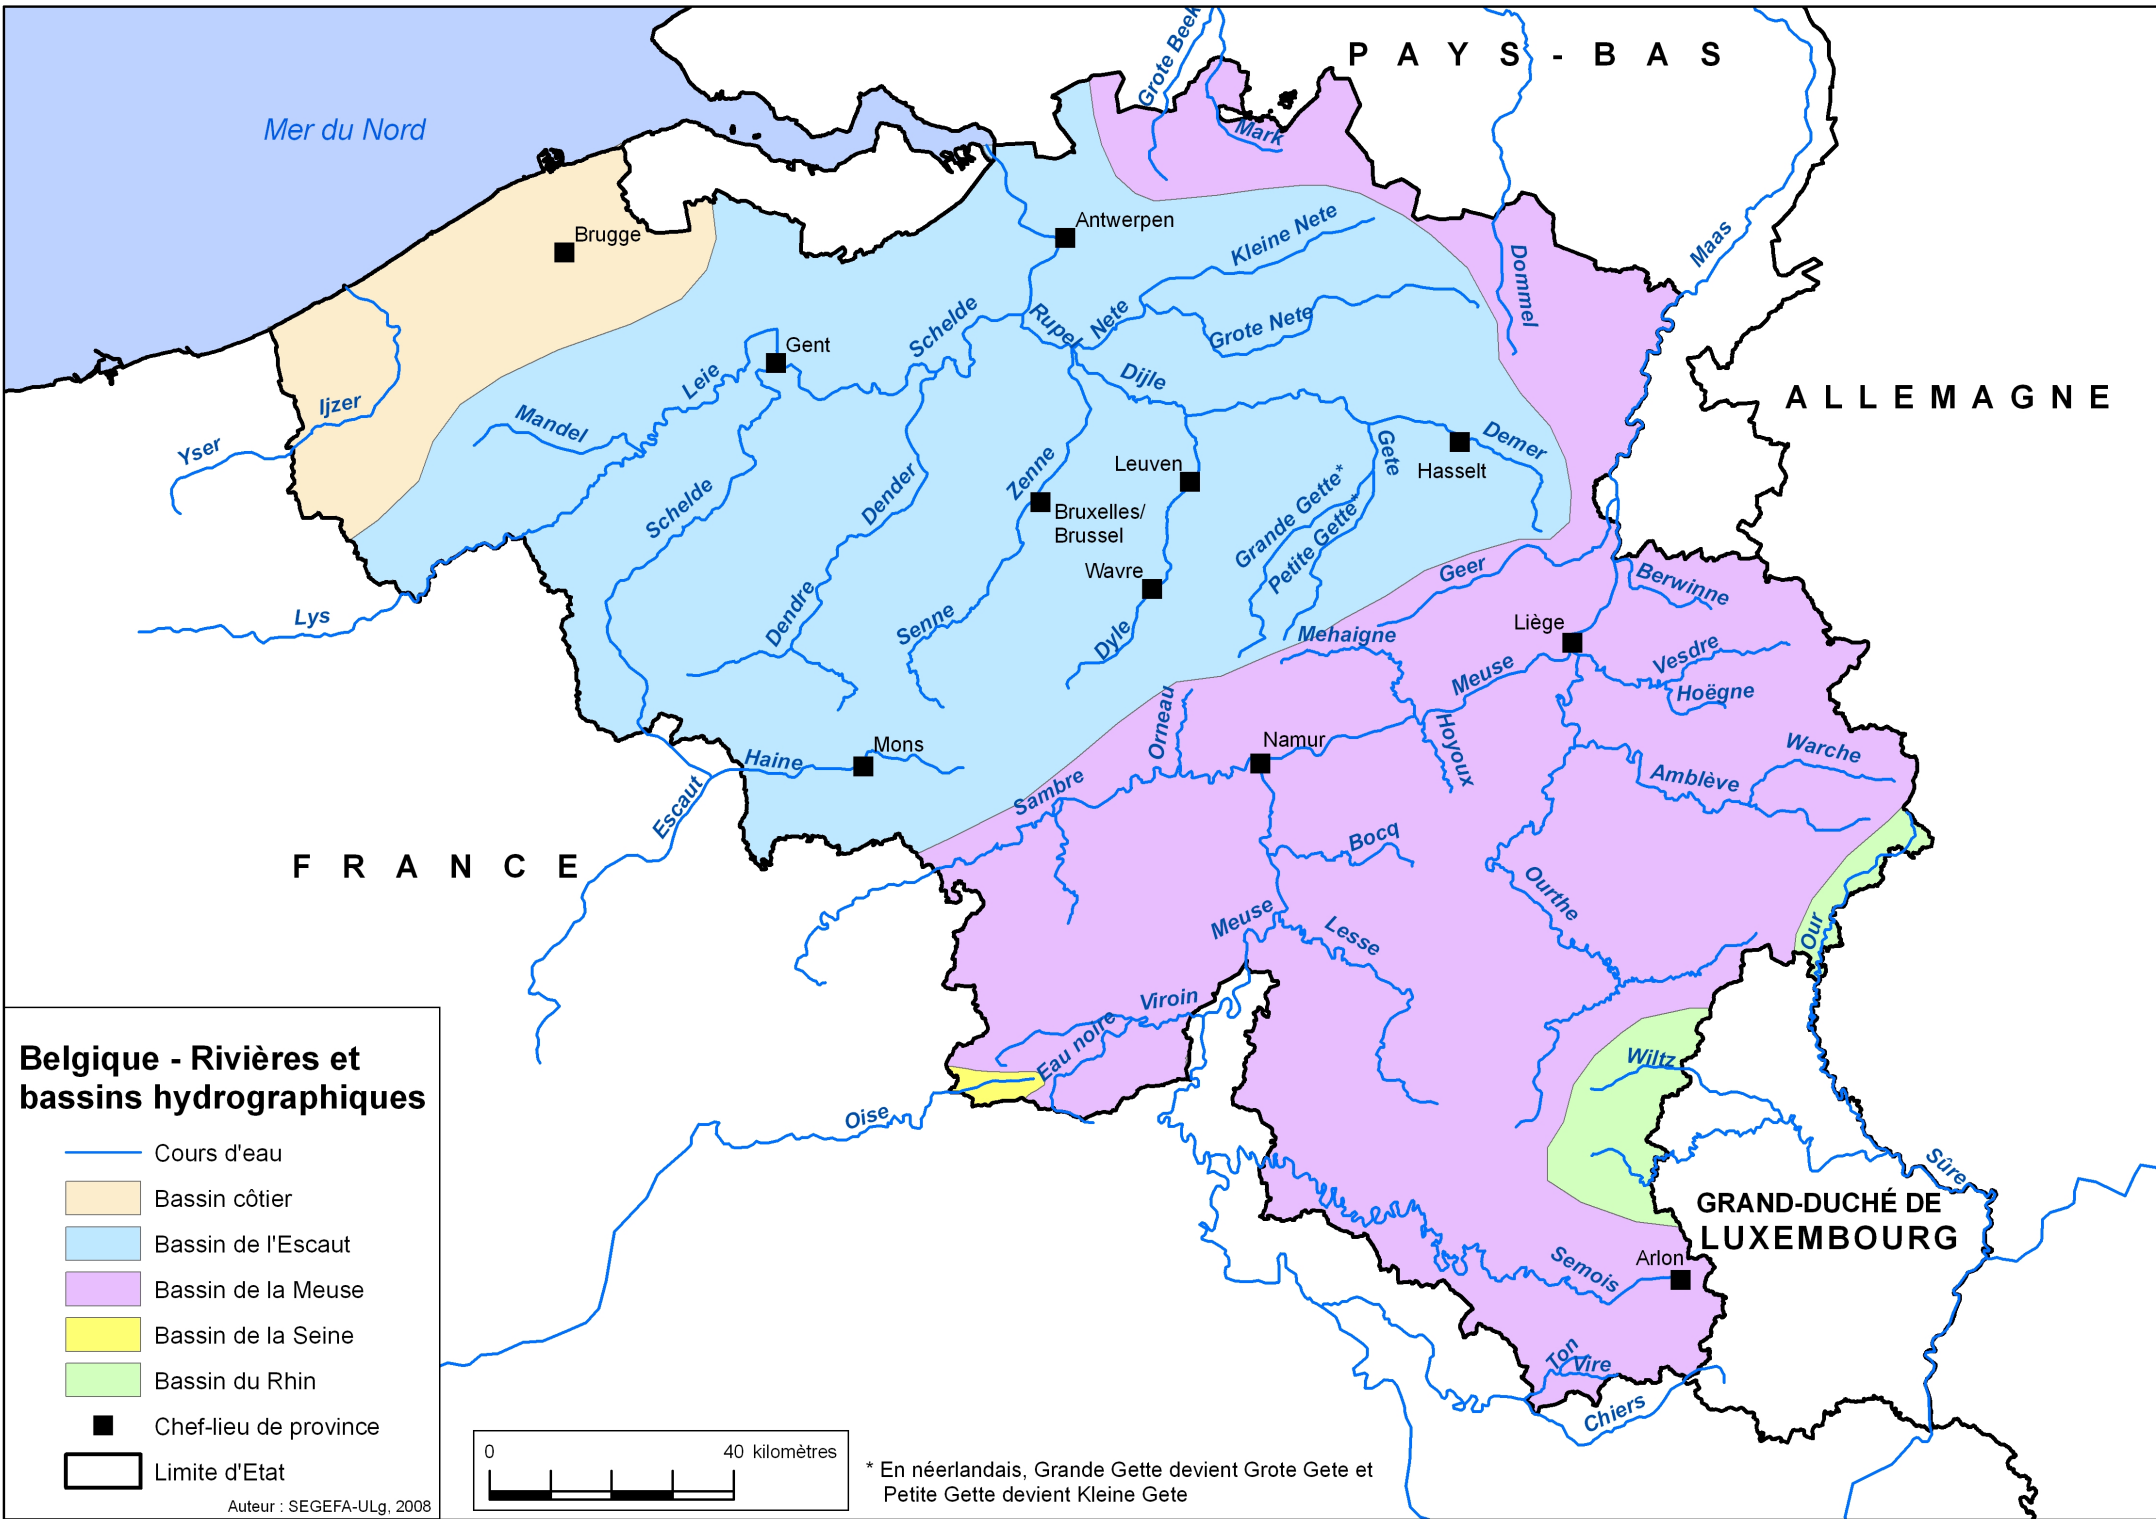 Grote Beek
PAYS-BAS
Mer du Nord
Mark
Brugge
Antwerpen
Kleine Nete
Maas
Dommel
Schelde
Rupel
Nete
Grote Nete
Gent
Leie
Dijle
ALLEMAGNE
Ijzer
Mandel
Yser
Gete
Demer
Hasselt
Leuven
Zenne
Dender
Schelde
Grande Gette*
Petite Gette*
Bruxelles/
Brussel
Wavre
Geer
Berwinne
Lys
Dendre
Senne
Dyle
Mehaigne
Liège
Vesdre
Meuse
Hoëgne
Orneau
Namur
Hoyoux
Warche
Mons
Haine
Sambre
Amblève
Escaut
Bocq
FRANCE
Ourthe
Meuse
Lesse
Our
Viroin
Eau noire
Wiltz
Oise
Sûre
GRAND-DUCHÉ DE
LUXEMBOURG
Arlon
Semois
Ton
Vire
Chiers
Belgique - Rivières et
bassins hydrographiques
Cours d'eau
Bassin côtier
Bassin de l'Escaut
Bassin de la Meuse
Bassin de la Seine
Bassin du Rhin
Chef-lieu de province
Limite d'Etat
Auteur : SEGEFA-ULg, 2008
0 40 kilomètres
* En néerlandais, Grande Gette devient Grote Gete et
Petite Gette devient Kleine Gete